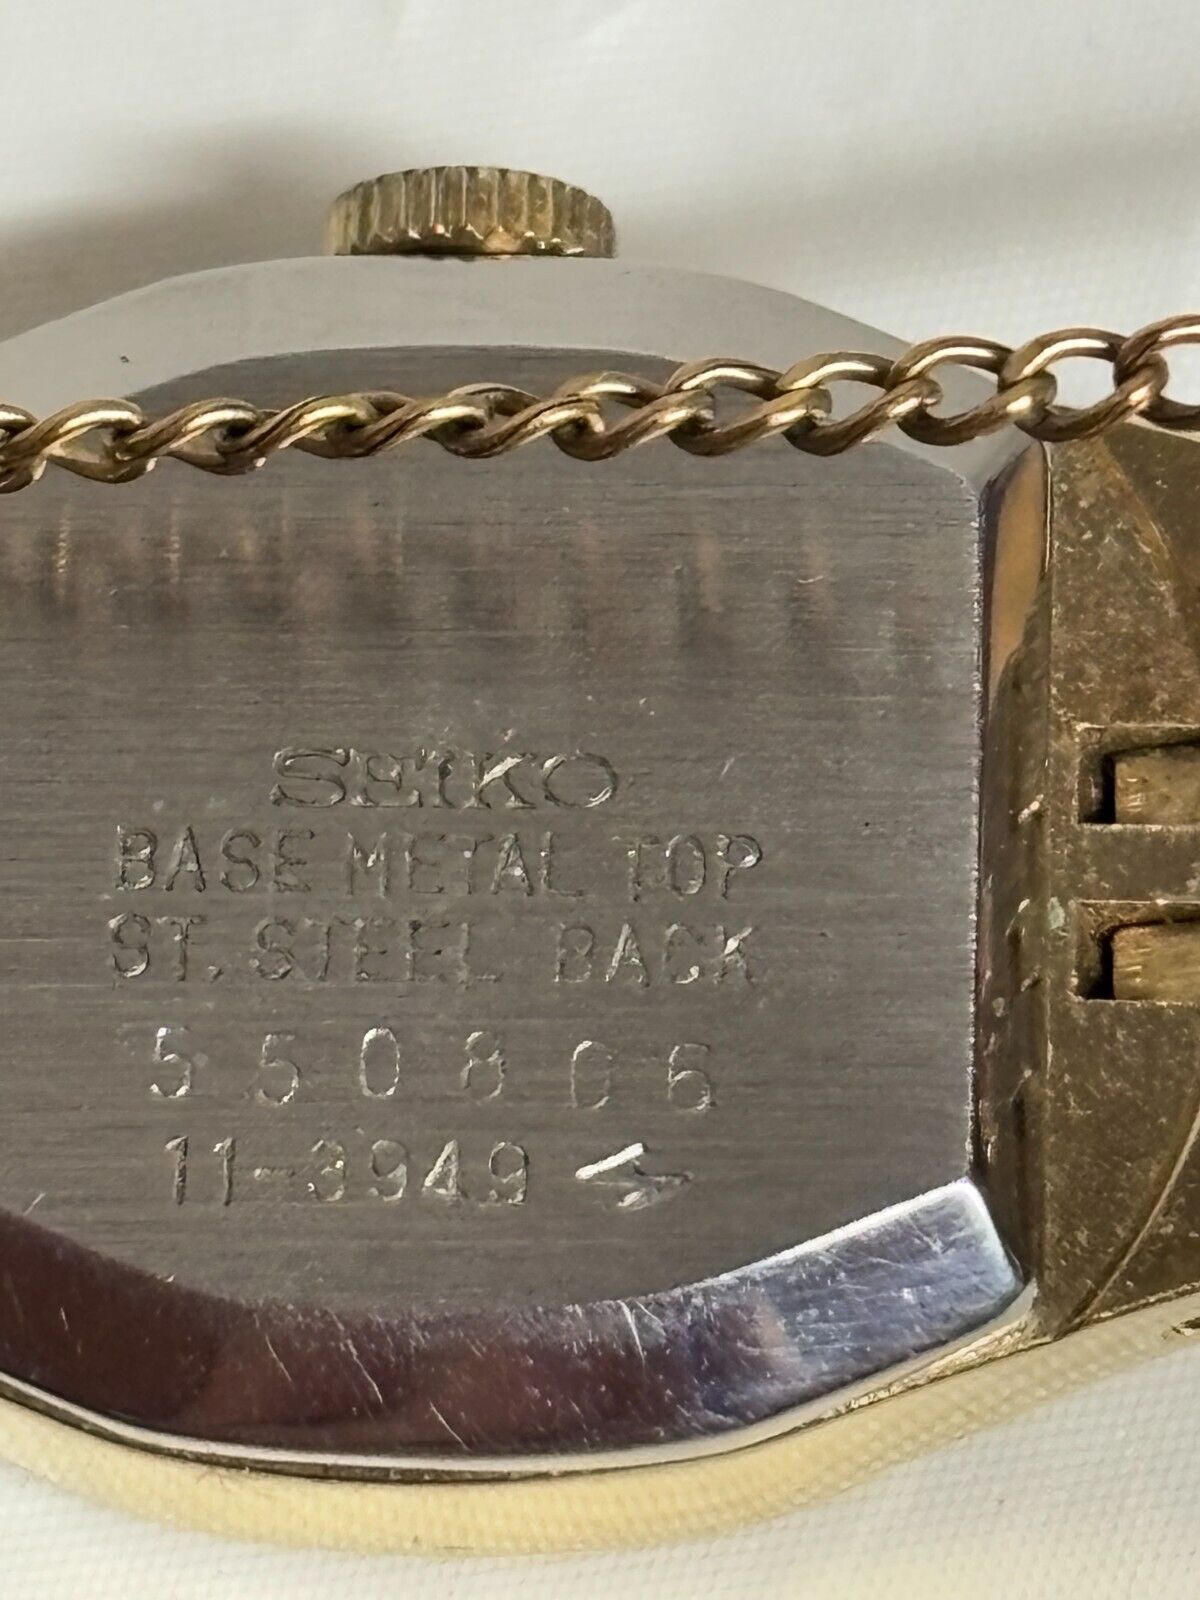 SEIKO
BASE METAL TOP
ST. STEEL BACK
550806
11-3949